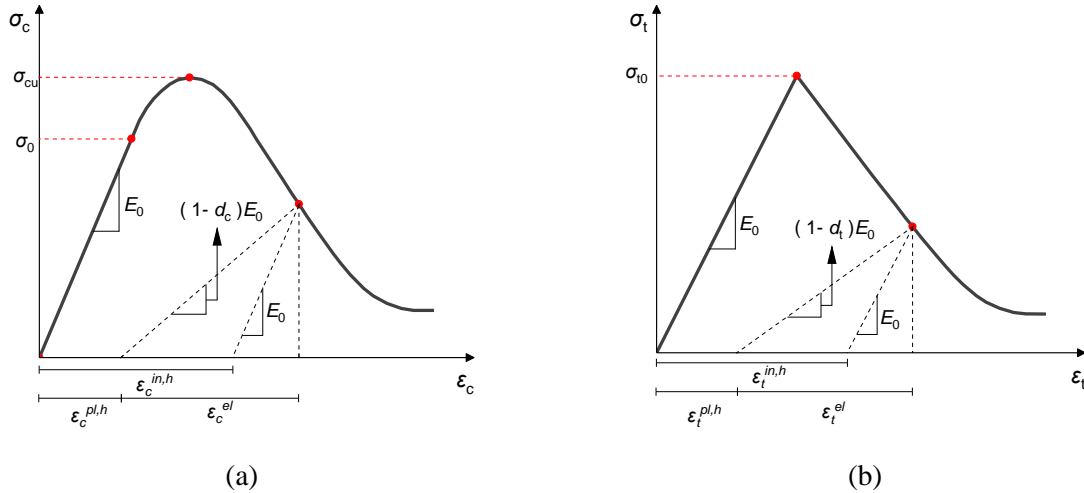 σc
σcu
σ0
E0
(1- dc)E0
E0
εc
εc^in,h
εc^pl,h
εc^el
(a)
σt
σt0
E0
(1- dt)E0
E0
εt
εt^in,h
εt^pl,h
εt^el
(b)